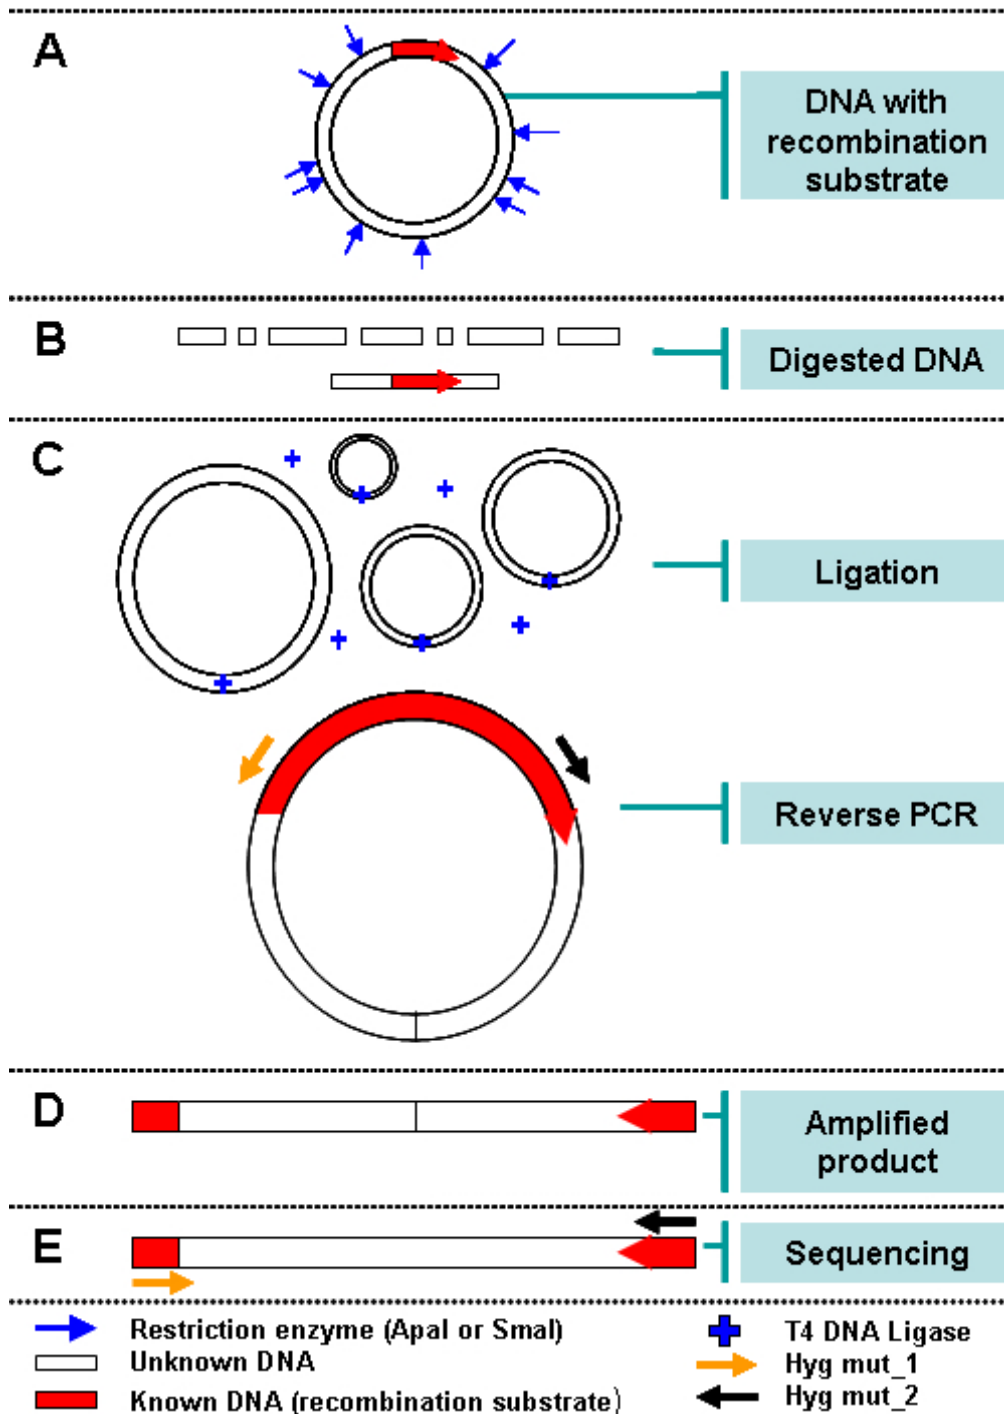 A
DNA with
recombination
substrate
B
Digested DNA
C
Ligation
Reverse PCR
D
Amplified
product
E
Sequencing
Restriction enzyme (ApaI or SmaI)
T4 DNA Ligase
Unknown DNA
Hyg mut_1
Known DNA (recombination substrate)
Hyg mut_2